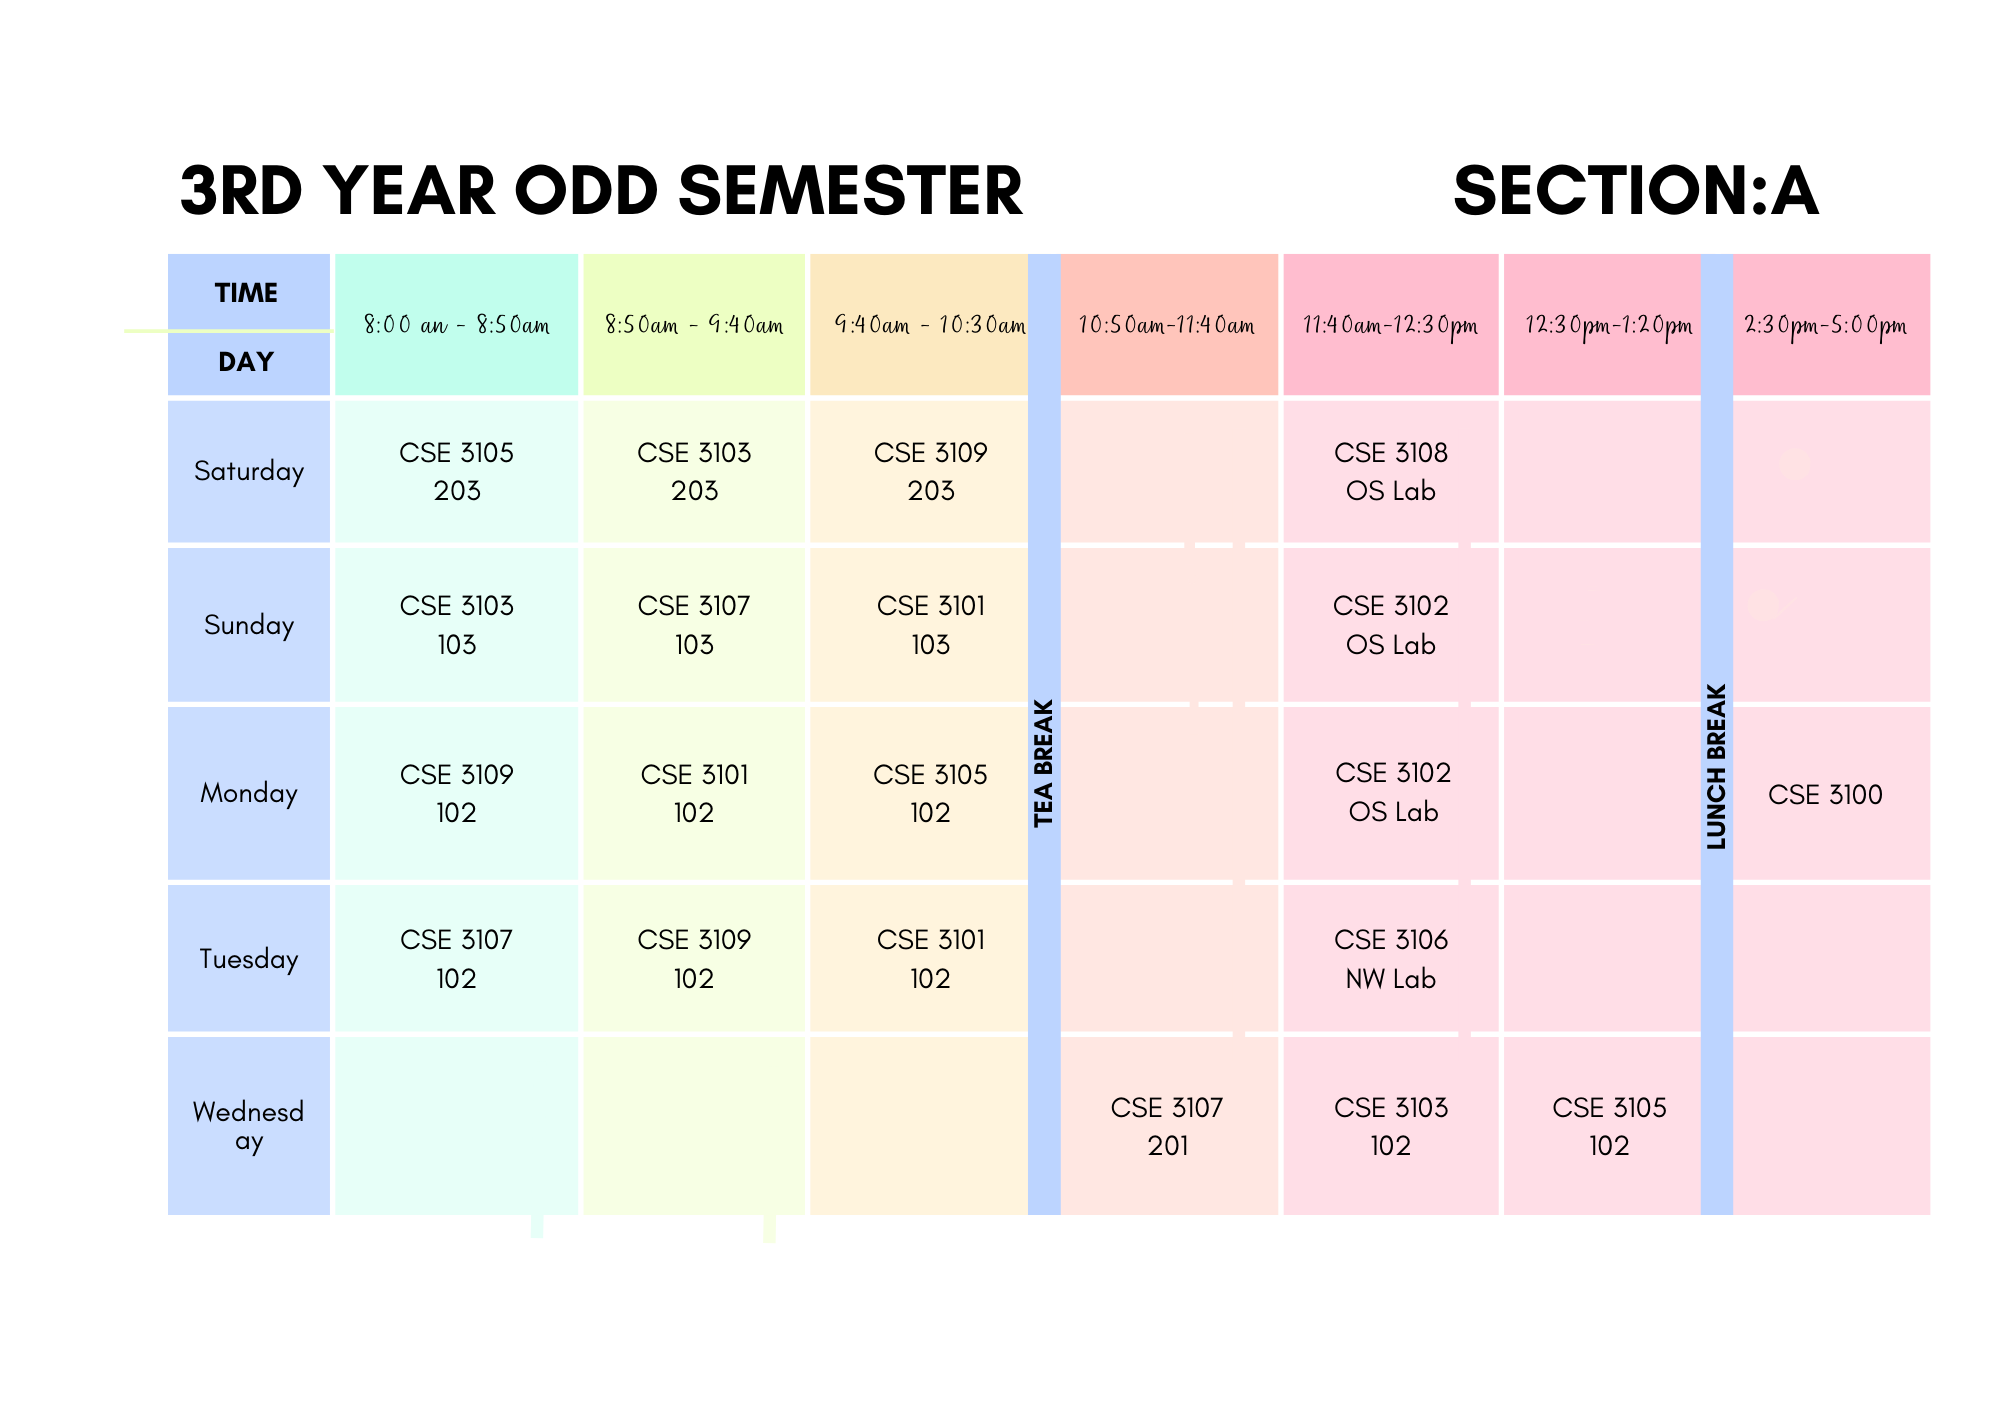 3RD YEAR ODD SEMESTER SECTION:A
TIME
DAY
8:00 an - 8:50am 8:50am - 9:40am 9:40am - 10:30am 10:50am-11:40am 11:40am-12:30pm 12:30pm-1:20pm 2:30pm-5:00pm
Saturday
CSE 3105 CSE 3103 CSE 3109 CSE 3108
203 203 203 OS Lab
Sunday
CSE 3103 CSE 3107 CSE 3101 CSE 3102
103 103 103 OS Lab
TEA BREAK
LUNCH BREAK
Monday
CSE 3109 CSE 3101 CSE 3105 CSE 3102 CSE 3100
102 102 102 OS Lab
Tuesday
CSE 3107 CSE 3109 CSE 3101 CSE 3106
102 102 102 NW Lab
Wednesd
ay
CSE 3107 CSE 3103 CSE 3105
201 102 102